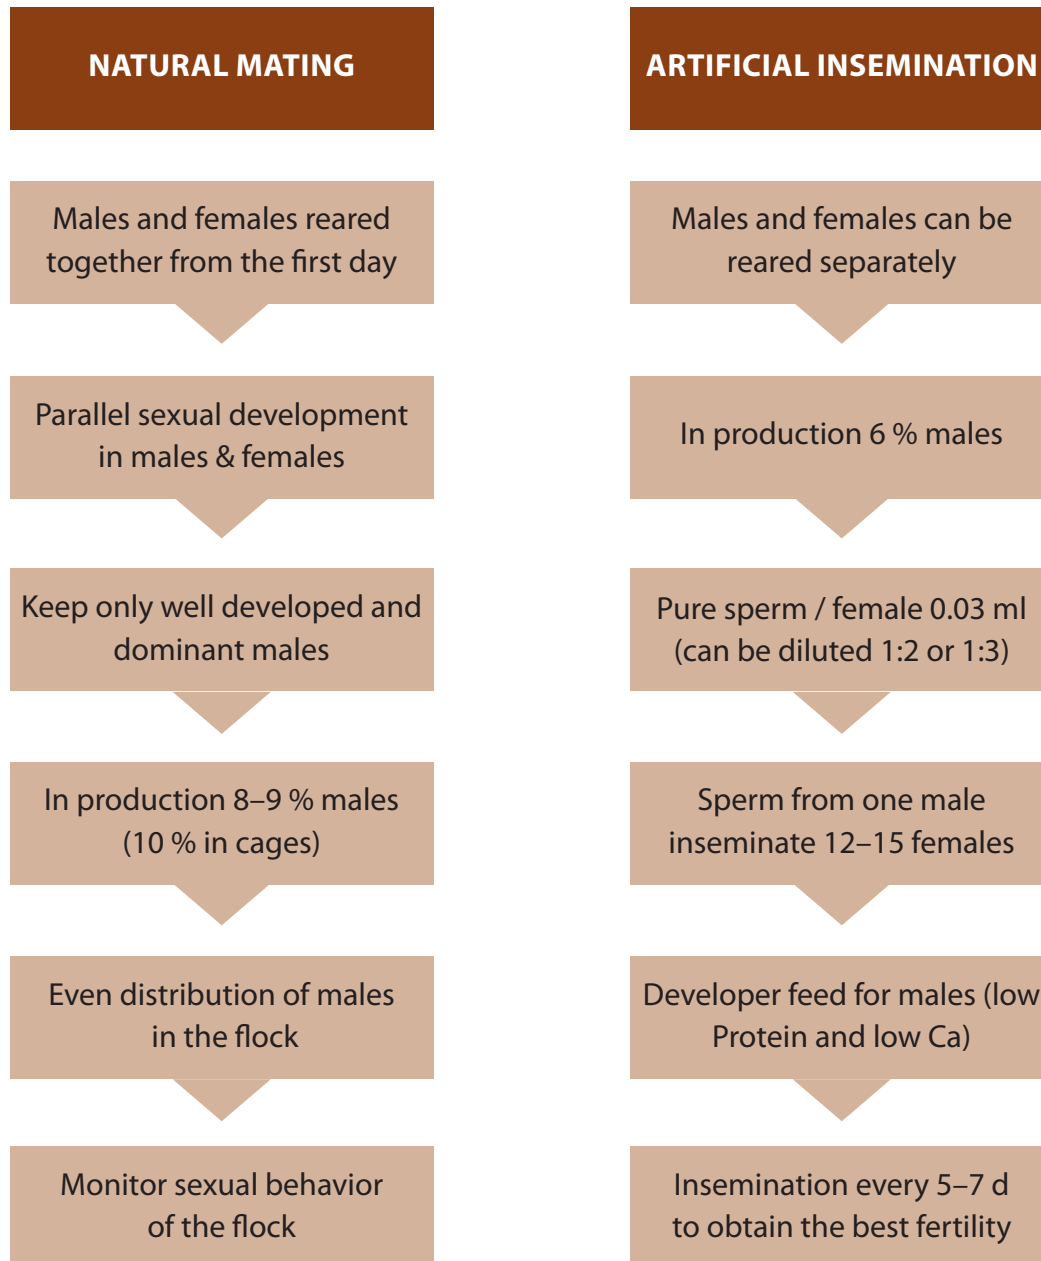 NATURAL MATING
Males and females reared
together from the first day
Parallel sexual development
in males & females
Keep only well developed and
dominant males
In production 8–9 % males
(10 % in cages)
Even distribution of males
in the flock
Monitor sexual behavior
of the flock
ARTIFICIAL INSEMINATION
Males and females can be
reared separately
In production 6 % males
Pure sperm / female 0.03 ml
(can be diluted 1:2 or 1:3)
Sperm from one male
inseminate 12–15 females
Developer feed for males (low
Protein and low Ca)
Insemination every 5–7 d
to obtain the best fertility